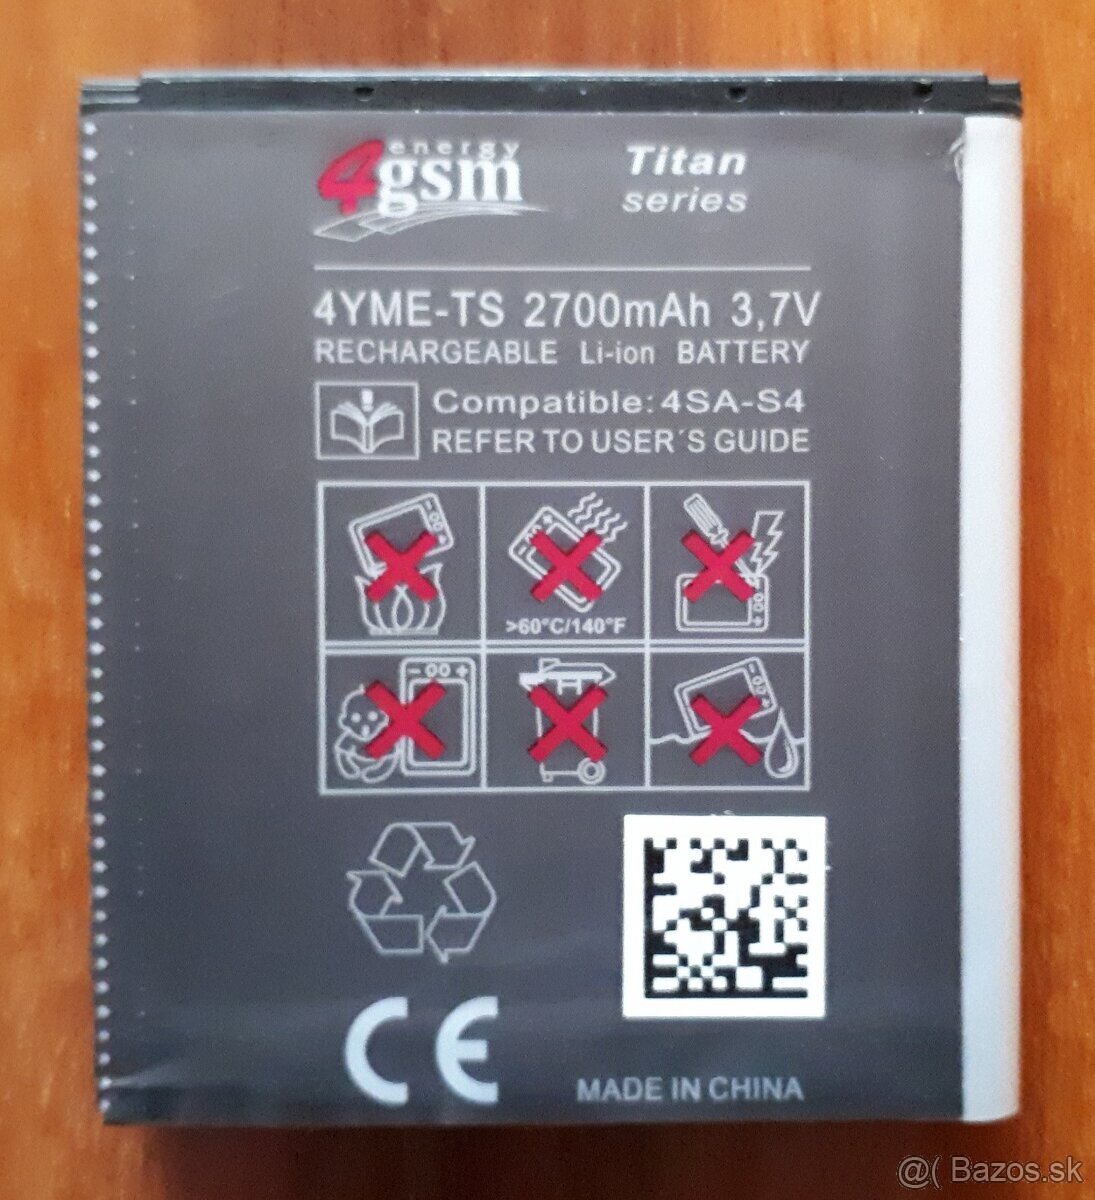 energy
4gsm
Titan
series
4YME-TS 2700mAh 3,7V
RECHARGEABLE Li-ion BATTERY
Compatible: 4SA-S4
REFER TO USER´S GUIDE
>60°C/140°F
CE
MADE IN CHINA
@( Bazos.sk